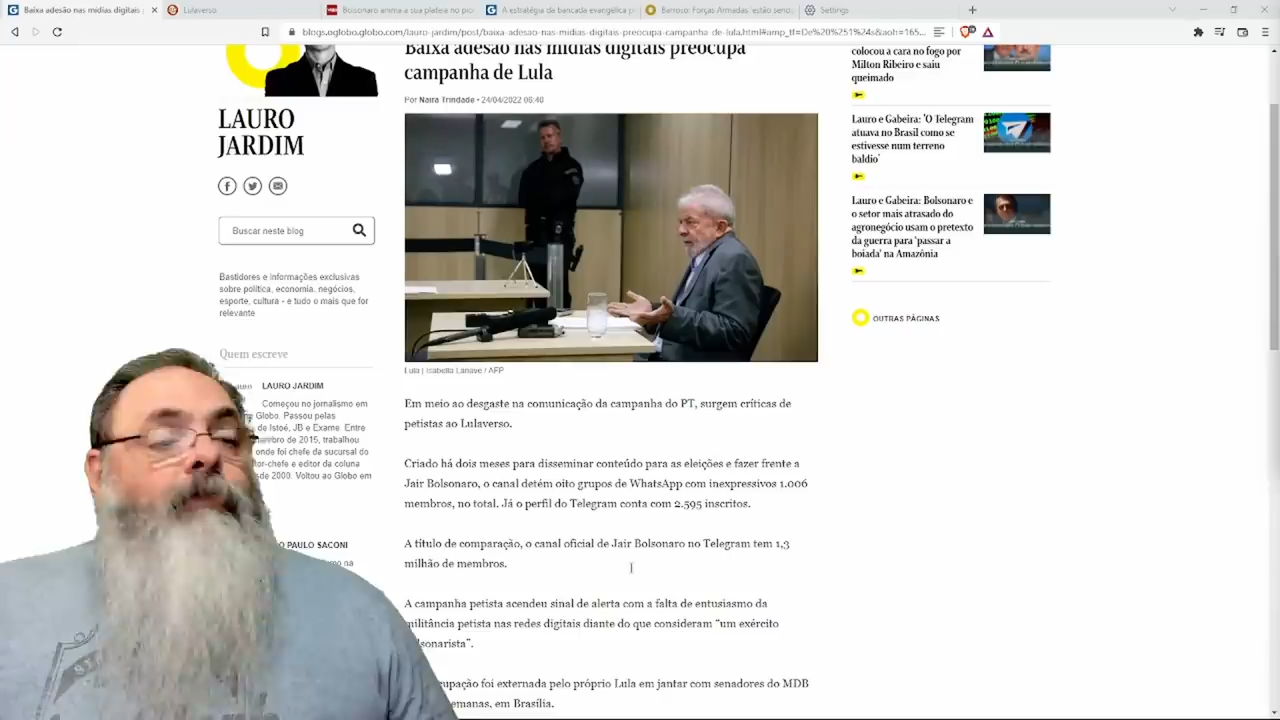 Baixa adesão nas mídias digitais
Lulaverso
Bolsonaro anima a sua plateia no pio
A estratégia da bancada evangélica p
Barroso: Forças Armadas 'estão send
Settings
blogs.oglobo.globo.com/lauro-jardim/post/baixa-adesao-nas-midias-digitais-preocupa-campanha-de-lula.html#amp_tf=De%20%251%24s&aoh=165...
Baixa adesão nas mídias digitais preocupa
campanha de Lula
Por Naira Trindade • 24/04/2022 06:40
LAURO
JARDIM
Buscar neste blog
Bastidores e informações exclusivas
sobre política, economia, negócios,
esporte, cultura - e tudo o mais que for
relevante
Quem escreve
LAURO JARDIM
Começou no jornalismo em
Globo. Passou pelas
de Istoé, JB e Exame. Entre
de 2015, trabalhou
onde foi chefe da sucursal do
tor-chefe e editor da coluna
de 2000. Voltou ao Globo em
PAULO SACONI
Lula | Isabella Lanave / AFP
Em meio ao desgaste na comunicação da campanha do PT, surgem críticas de
petistas ao Lulaverso.
Criado há dois meses para disseminar conteúdo para as eleições e fazer frente a
Jair Bolsonaro, o canal detém oito grupos de WhatsApp com inexpressivos 1.006
membros, no total. Já o perfil do Telegram conta com 2.595 inscritos.
A título de comparação, o canal oficial de Jair Bolsonaro no Telegram tem 1,3
milhão de membros.
A campanha petista acendeu sinal de alerta com a falta de entusiasmo da
militância petista nas redes digitais diante do que consideram “um exército
lsonarista”.
cupação foi externada pelo próprio Lula em jantar com senadores do MDB
emanas, em Brasília.
colocou a cara no fogo por
Milton Ribeiro e saiu
queimado
Lauro e Gabeira: 'O Telegram
atuava no Brasil como se
estivesse num terreno
baldio'
Lauro e Gabeira: Bolsonaro e
o setor mais atrasado do
agronegócio usam o pretexto
da guerra para 'passar a
boiada' na Amazônia
OUTRAS PÁGINAS